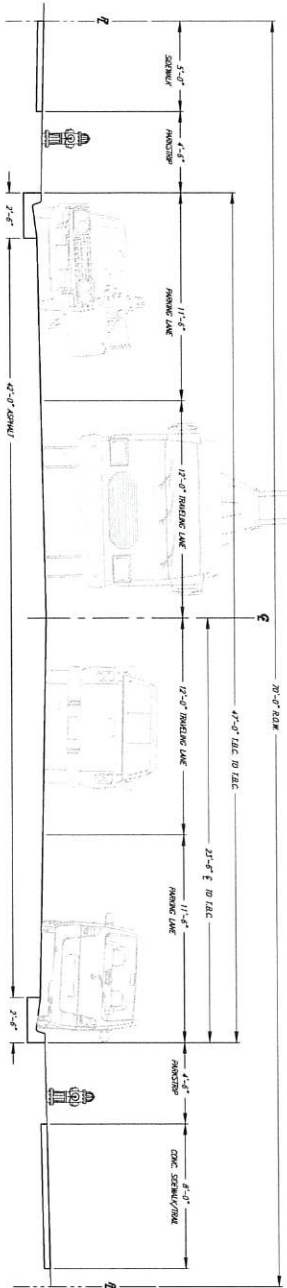 70'-0" R.O.W.
47'-0" T.B.C. TO T.B.C.
℄
23'-6" ℄ TO T.B.C.
5'-0"
SIDEWALK
4'-6"
PARKSTRIP
11'-6"
PARKING LANE
12'-0" TRAVELING LANE
12'-0" TRAVELING LANE
11'-6"
PARKING LANE
4'-6"
PARKSTRIP
8'-0"
CONC. SIDEWALK/TRAIL
PL
PL
2'-6"
42'-0" ASPHALT
2'-6"